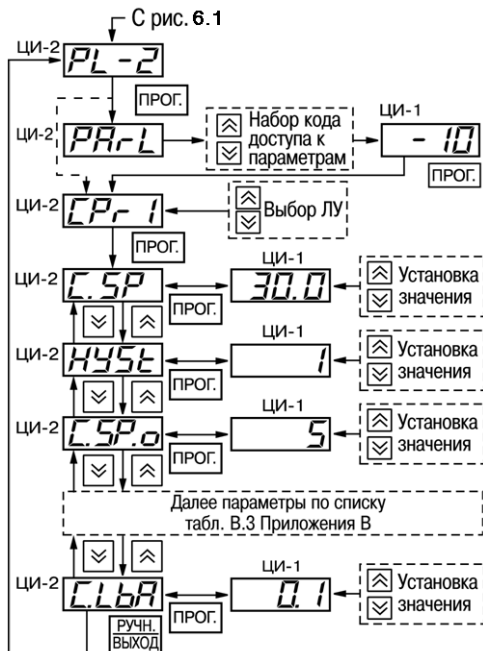 С рис. 6.1
ЦИ-2 PL-2
ПРОГ.
ЦИ-2 PArL
Набор кода
доступа к
параметрам
ЦИ-1
- 10
ПРОГ.
ЦИ-2 CPr 1
Выбор ЛУ
ПРОГ.
ЦИ-2 C.SP
ПРОГ.
ЦИ-1
30.0
Установка
значения
ЦИ-2 HYSt
ПРОГ.
ЦИ-1
1
Установка
значения
ЦИ-2 C.SP.o
ПРОГ.
ЦИ-1
5
Установка
значения
Далее параметры по списку
табл. В.3 Приложения В
ЦИ-2 C.LbA
ПРОГ.
ЦИ-1
0.1
Установка
значения
РУЧН.
ВЫХОД